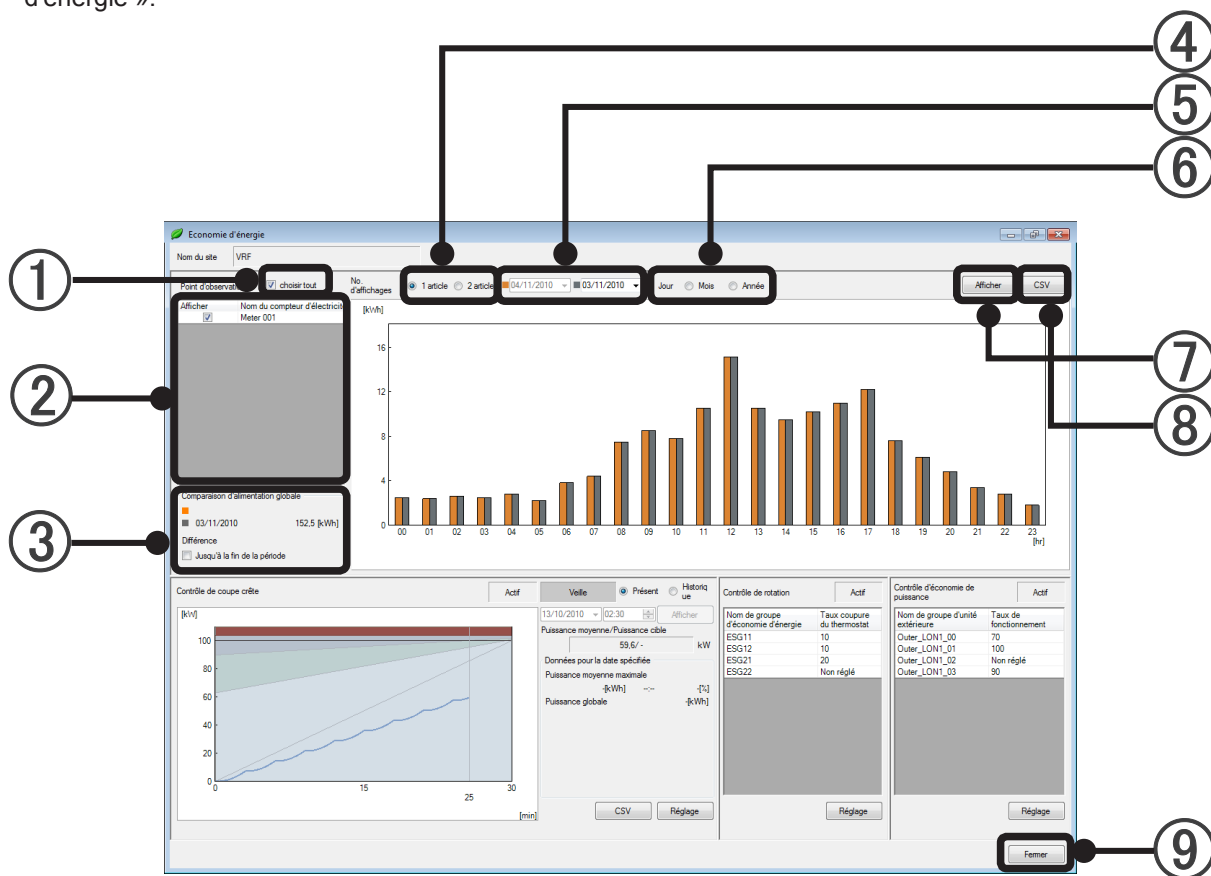 d'énergie ».
④
⑤
⑥
①
②
③
⑦
⑧
⑨
Economie d'énergie
Nom du site VRF
Point d'observati choisir tout No. d'affichages 1 article 2 article 04/11/2010 03/11/2010 Jour Mois Année Afficher CSV
Afficher Nom du compteur d'électricité
Meter 001
[kWh]
16
12
8
4
0
00 01 02 03 04 05 06 07 08 09 10 11 12 13 14 15 16 17 18 19 20 21 22 23
[hr]
Comparaison d'alimentation globale
03/11/2010 152,5 [kWh]
Différence
Jusqu'à la fin de la période
Contrôle de coupe crête Actif
[kW]
100
80
60
40
20
0
0 15 25 30
[min]
Veille Présent Historiq
ue
13/10/2010 02:30 Afficher
Puissance moyenne/Puissance cible
59,6/ - kW
Données pour la date spécifiée
Puissance moyenne maximale
-[kWh] --:-- -[%]
Puissance globale -[kWh]
CSV Réglage
Contrôle de rotation Actif
Nom de groupe d'économie d'énergie Taux coupure du thermostat
ESG11 10
ESG12 10
ESG21 20
ESG22 Non réglé
Réglage
Contrôle d'économie de puissance Actif
Nom de groupe d'unité extérieure Taux de fonctionnement
Outer_LON1_00 70
Outer_LON1_01 100
Outer_LON1_02 Non réglé
Outer_LON1_03 90
Réglage
Fermer